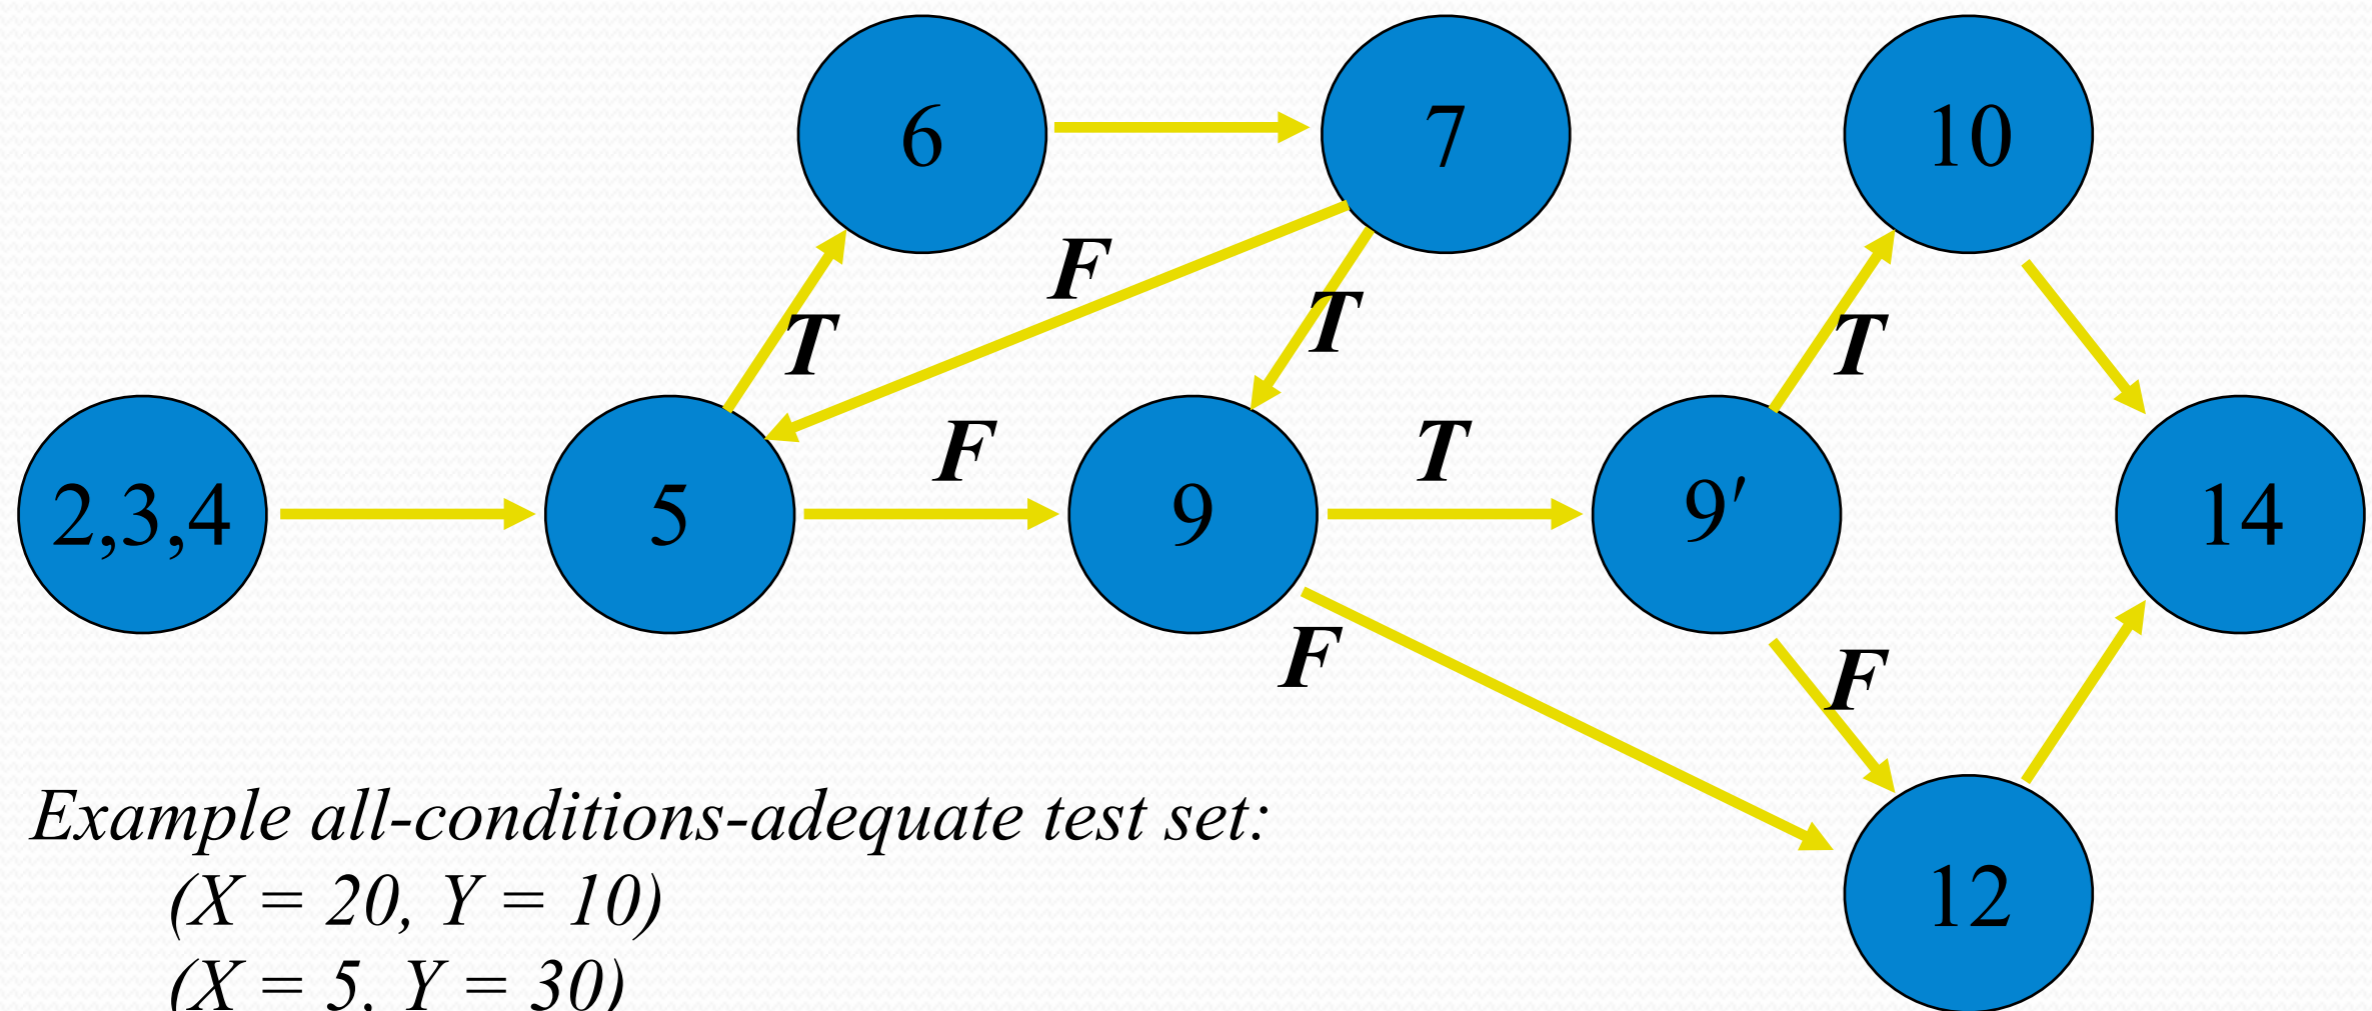 6
7
10
F
T
T
T
F
T
2,3,4
5
9
9′
14
F
F
12
Example all-conditions-adequate test set:
(X = 20, Y = 10)
(X = 5, Y = 30)